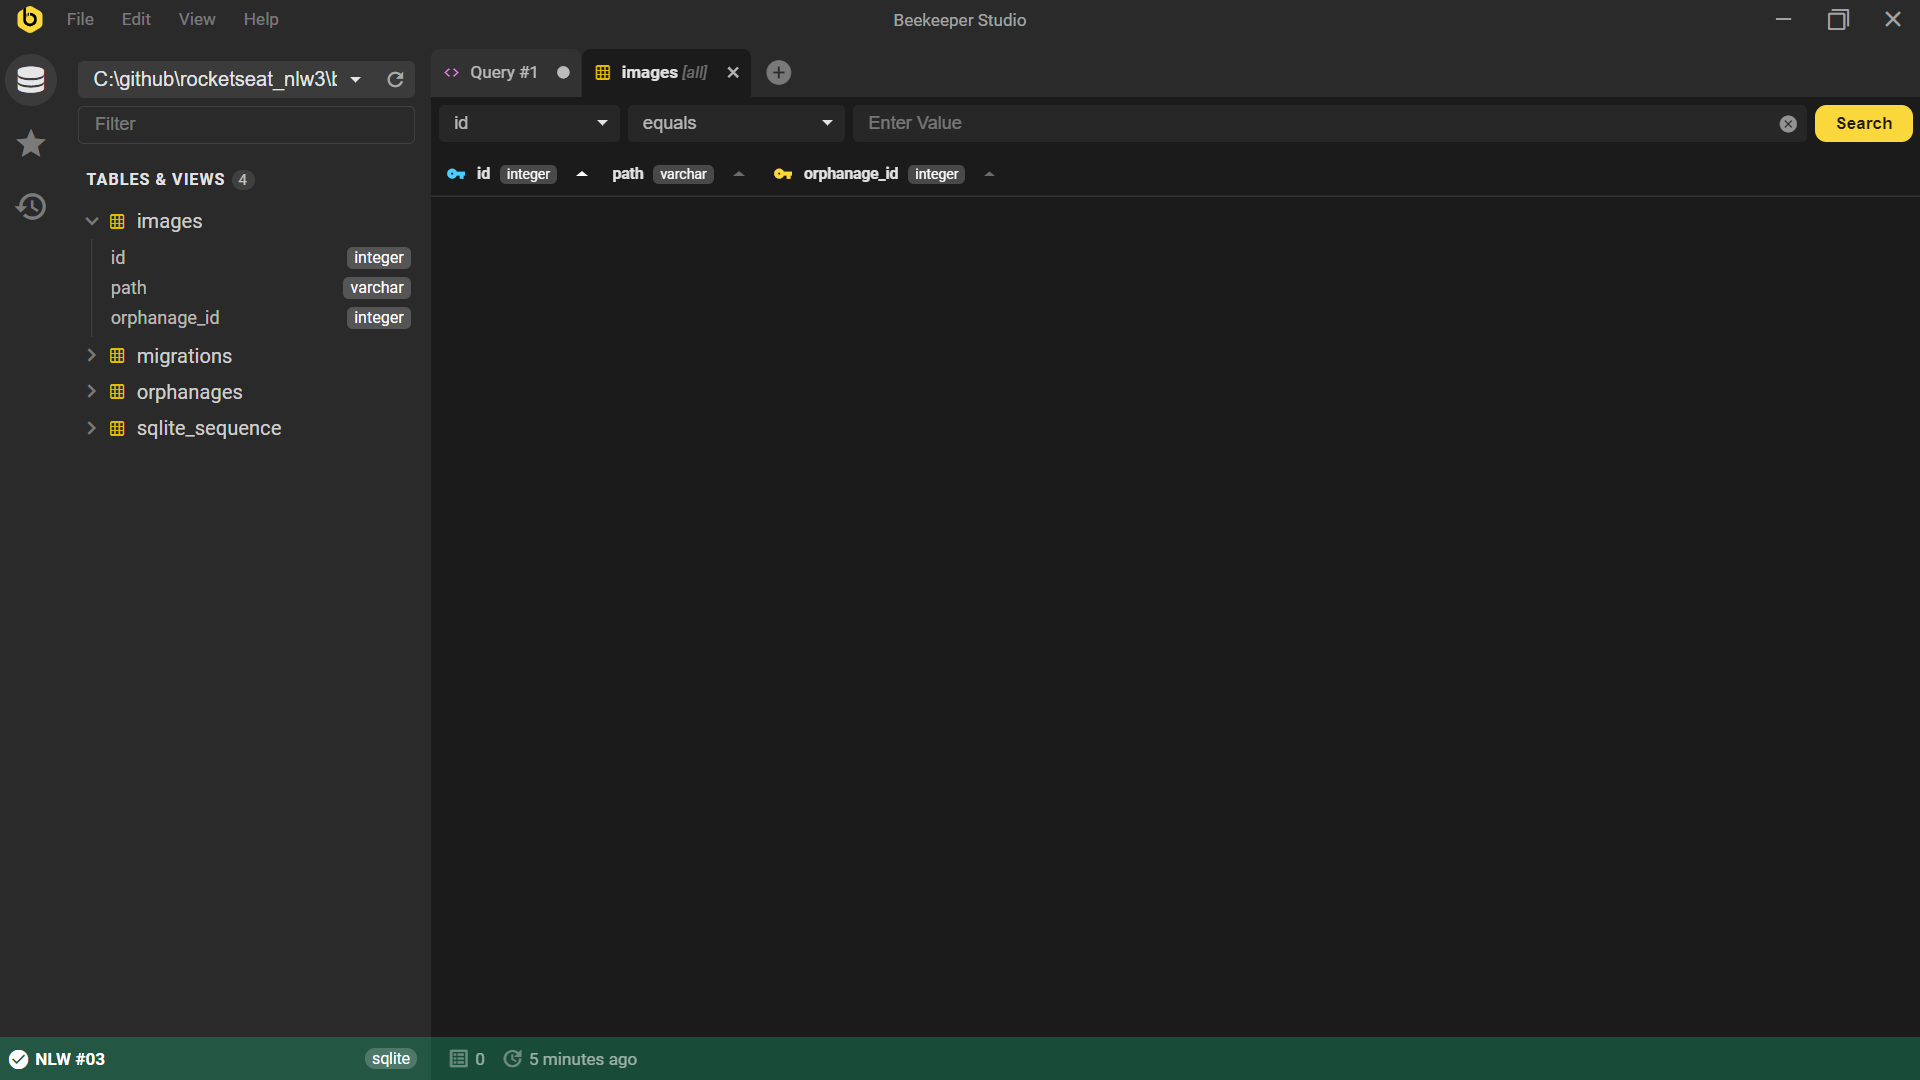 File Edit View Help Beekeeper Studio
C:\github\rocketseat_nlw3\b
Filter
TABLES & VIEWS 4
images
id integer
path varchar
orphanage_id integer
migrations
orphanages
sqlite_sequence
Query #1 images [all]
id equals Enter Value Search
id integer path varchar orphanage_id integer
NLW #03 sqlite 0 5 minutes ago